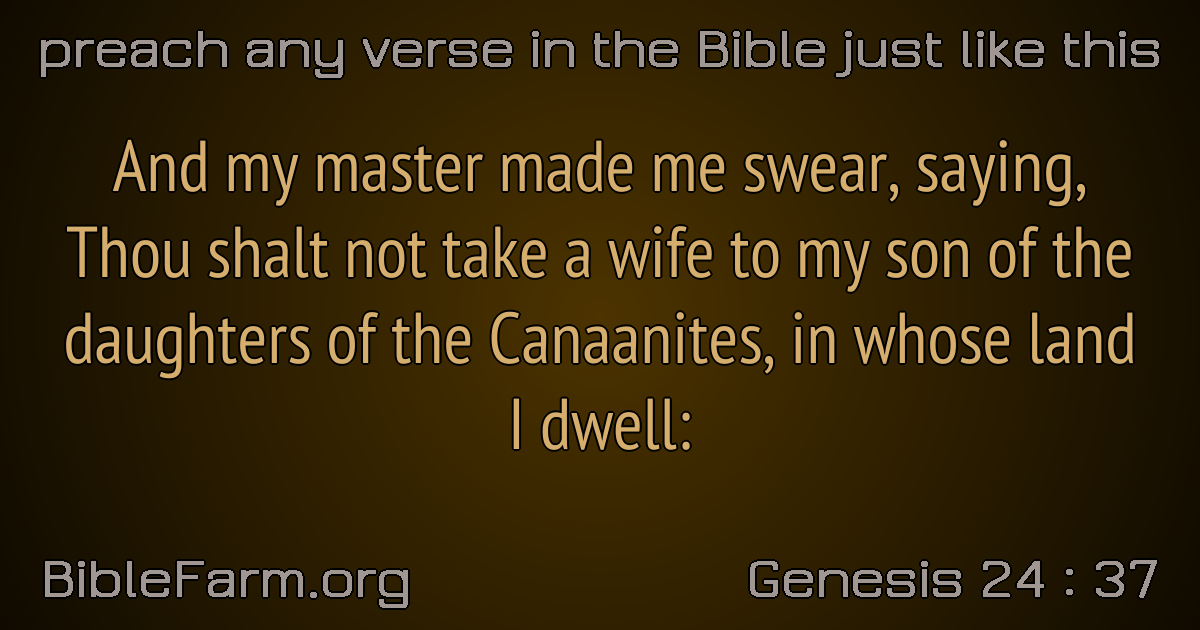 preach any verse in the Bible just like this
And my master made me swear, saying,
Thou shalt not take a wife to my son of the
daughters of the Canaanites, in whose land
I dwell:
BibleFarm.org
Genesis 24 : 37